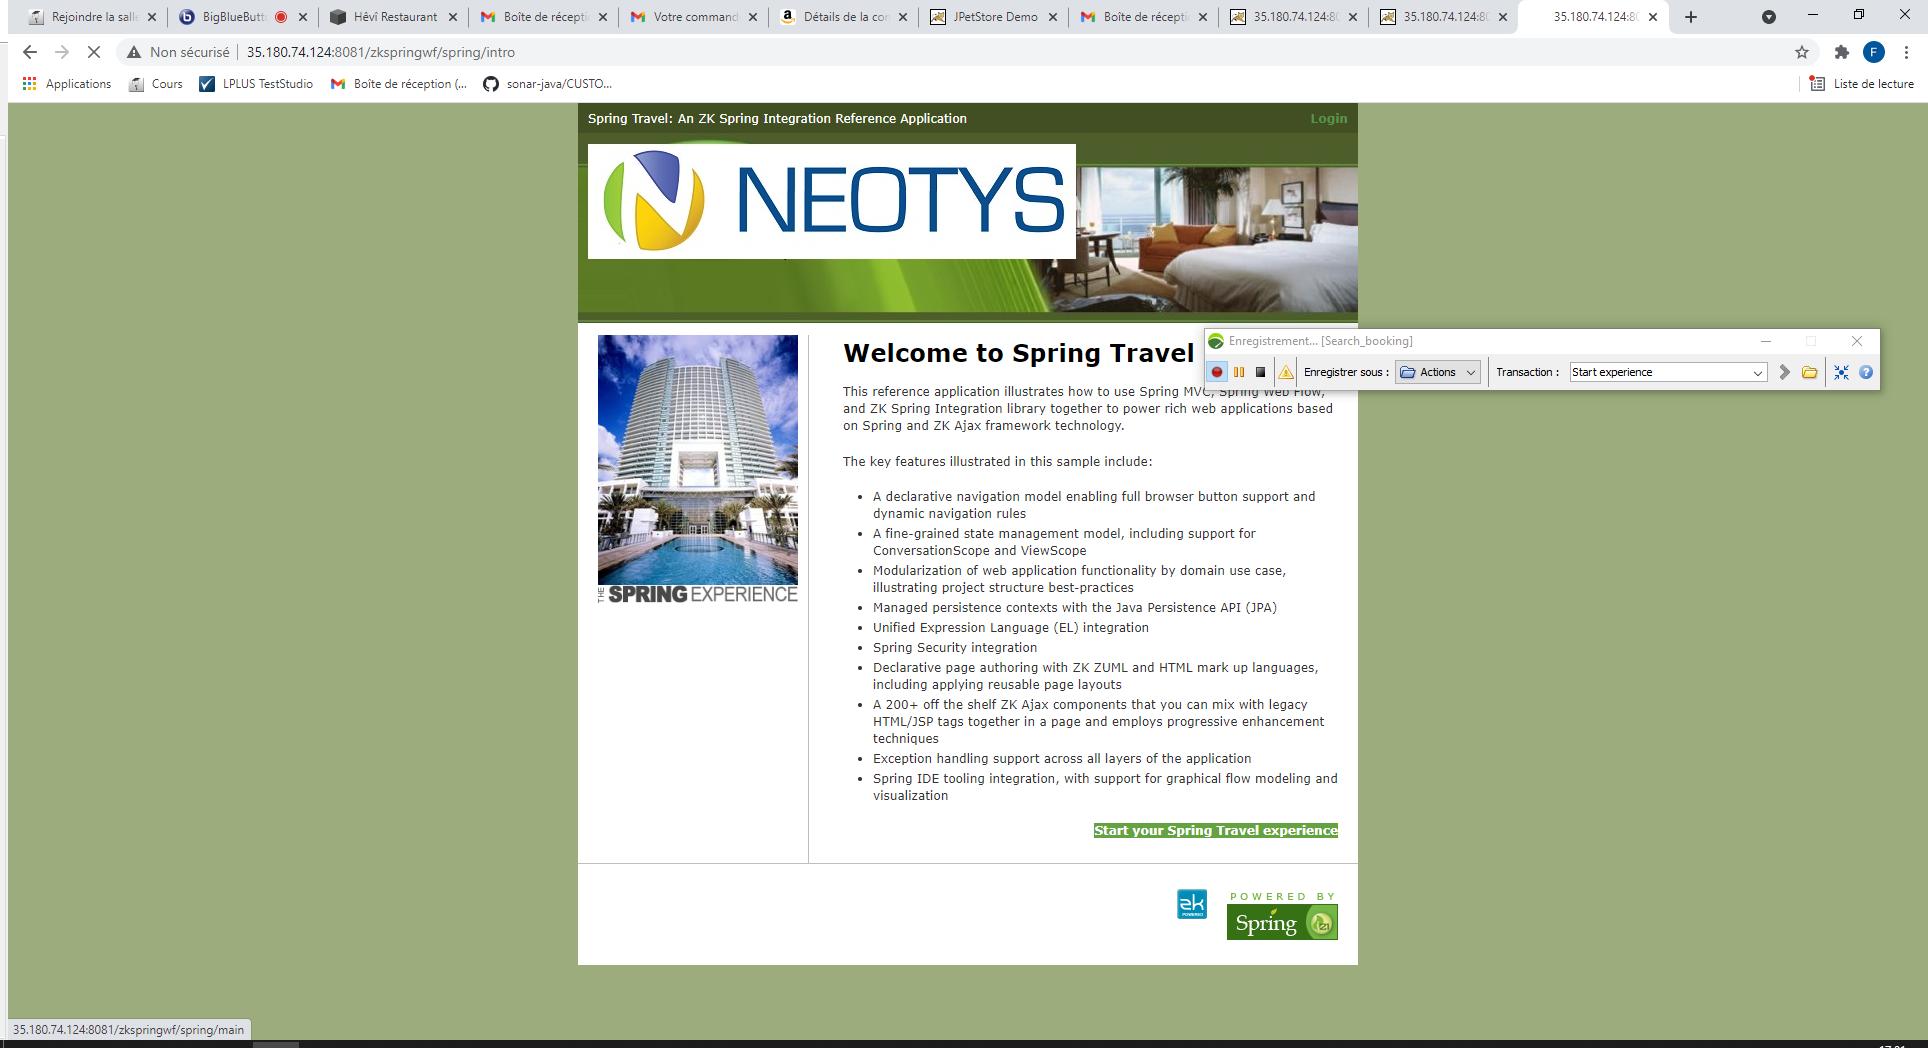 Rejoindre la salle
BigBlueButt
Hêvî Restaurant
Boîte de récepti
Votre command
Détails de la con
JPetStore Demo
Boîte de récepti
35.180.74.124:80
35.180.74.124:80
35.180.74.124:80
Non sécurisé
35.180.74.124:8081/zkspringwf/spring/intro
F
Applications
Cours
LPLUS TestStudio
Boîte de réception (...
sonar-java/CUSTO...
Liste de lecture
Spring Travel: An ZK Spring Integration Reference Application
Login
NEOTYS
Enregistrement... [Search_booking]
Enregistrer sous :
Actions
Transaction :
Start experience
Welcome to Spring Travel
This reference application illustrates how to use Spring MVC, Spring Web Flow,
and ZK Spring Integration library together to power rich web applications based
on Spring and ZK Ajax framework technology.
The key features illustrated in this sample include:
• A declarative navigation model enabling full browser button support and
dynamic navigation rules
• A fine-grained state management model, including support for
ConversationScope and ViewScope
• Modularization of web application functionality by domain use case,
illustrating project structure best-practices
• Managed persistence contexts with the Java Persistence API (JPA)
• Unified Expression Language (EL) integration
• Spring Security integration
• Declarative page authoring with ZK ZUML and HTML mark up languages,
including applying reusable page layouts
• A 200+ off the shelf ZK Ajax components that you can mix with legacy
HTML/JSP tags together in a page and employs progressive enhancement
techniques
• Exception handling support across all layers of the application
• Spring IDE tooling integration, with support for graphical flow modeling and
visualization
THE SPRING EXPERIENCE
Start your Spring Travel experience
zk
POWERED
POWERED BY
Spring
35.180.74.124:8081/zkspringwf/spring/main